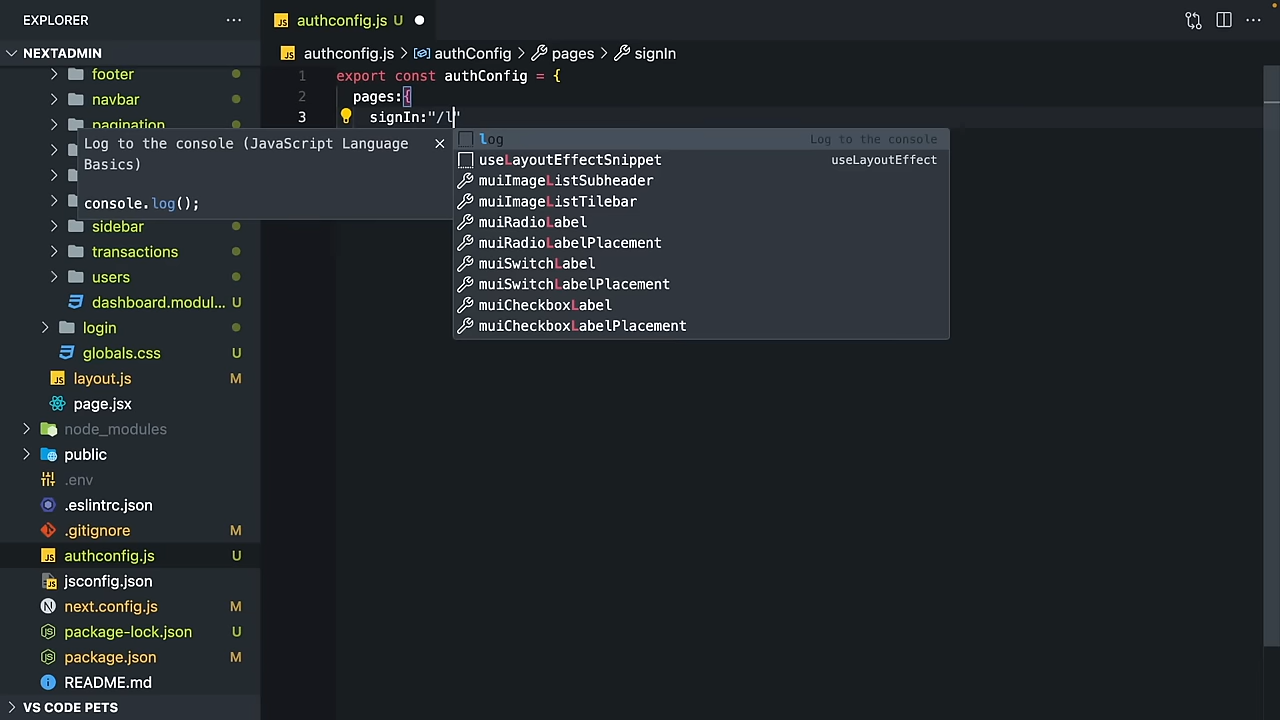 EXPLORER
NEXTADMIN
footer
navbar
pagination
sidebar
transactions
users
dashboard.modul... U
login
globals.css U
layout.js M
page.jsx
node_modules
public
.env
.eslintrc.json
.gitignore M
authconfig.js U
jsconfig.json
next.config.js M
package-lock.json U
package.json M
README.md
VS CODE PETS
authconfig.js U
authconfig.js > authConfig > pages > signIn
1 export const authConfig = {
2 pages:{
3 signIn:"/l"
Log to the console (JavaScript Language
Basics)
console.log();
log Log to the console
useLayoutEffectSnippet useLayoutEffect
muiImageListSubheader
muiImageListTilebar
muiRadioLabel
muiRadioLabelPlacement
muiSwitchLabel
muiSwitchLabelPlacement
muiCheckboxLabel
muiCheckboxLabelPlacement